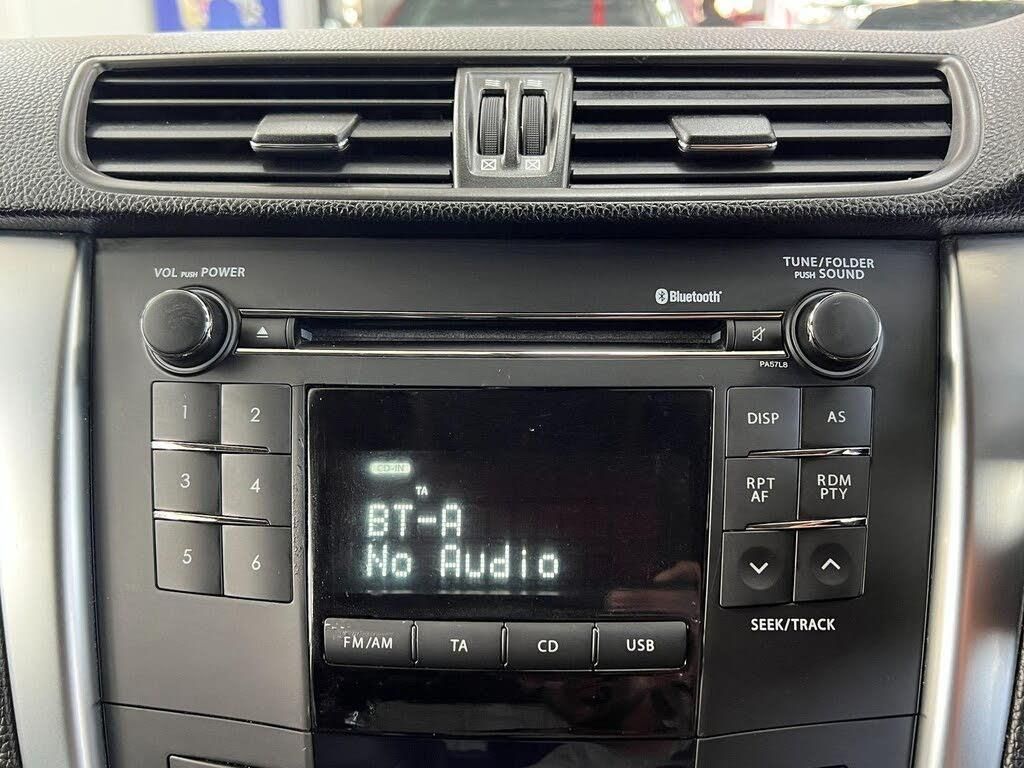 VOL PUSH POWER
TUNE/FOLDER
PUSH SOUND
Bluetooth
PA57L8
1
2
3
4
5
6
DISP
AS
RPT
AF
RDM
PTY
CD-IN
TA
BT-A
No Audio
FM/AM
TA
CD
USB
SEEK/TRACK